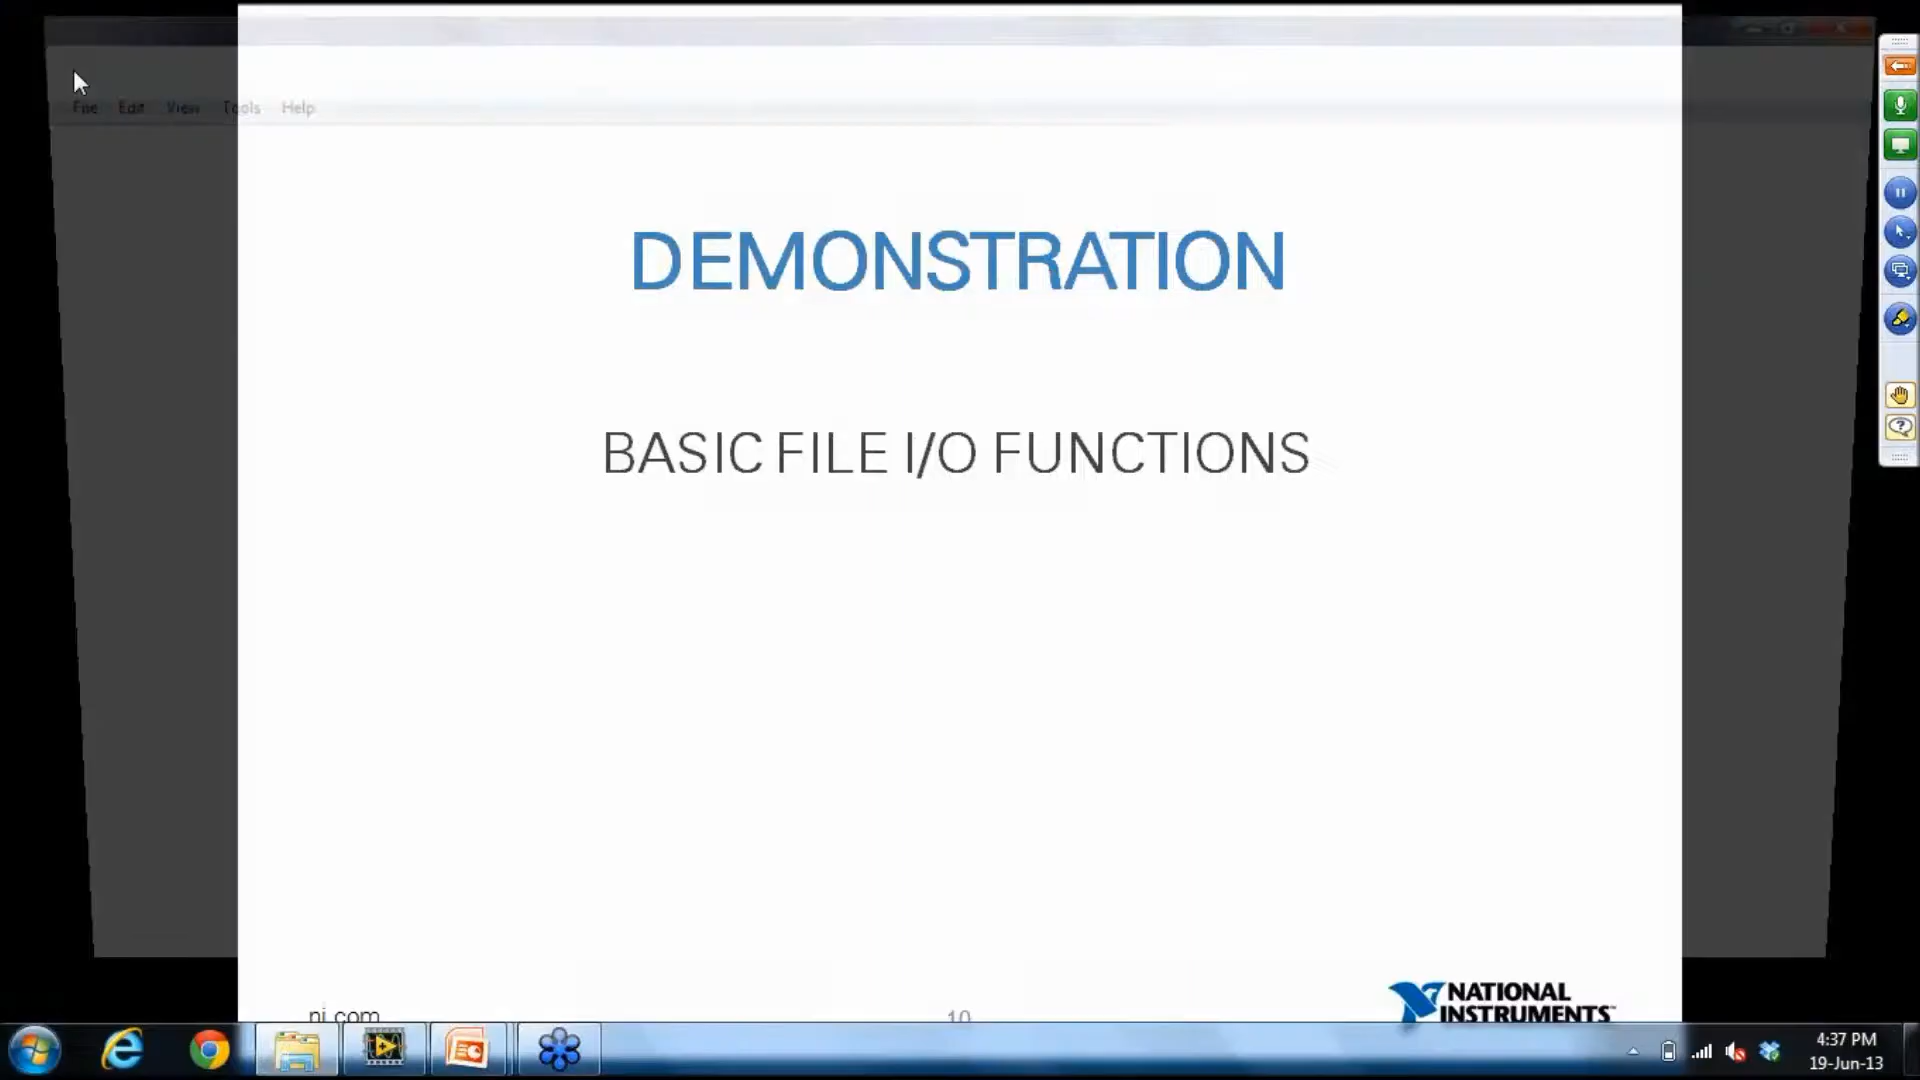 File Edit View Tools Help
DEMONSTRATION
BASIC FILE I/O FUNCTIONS
NATIONAL
INSTRUMENTS™
ni.com
10
4:37 PM
19-Jun-13